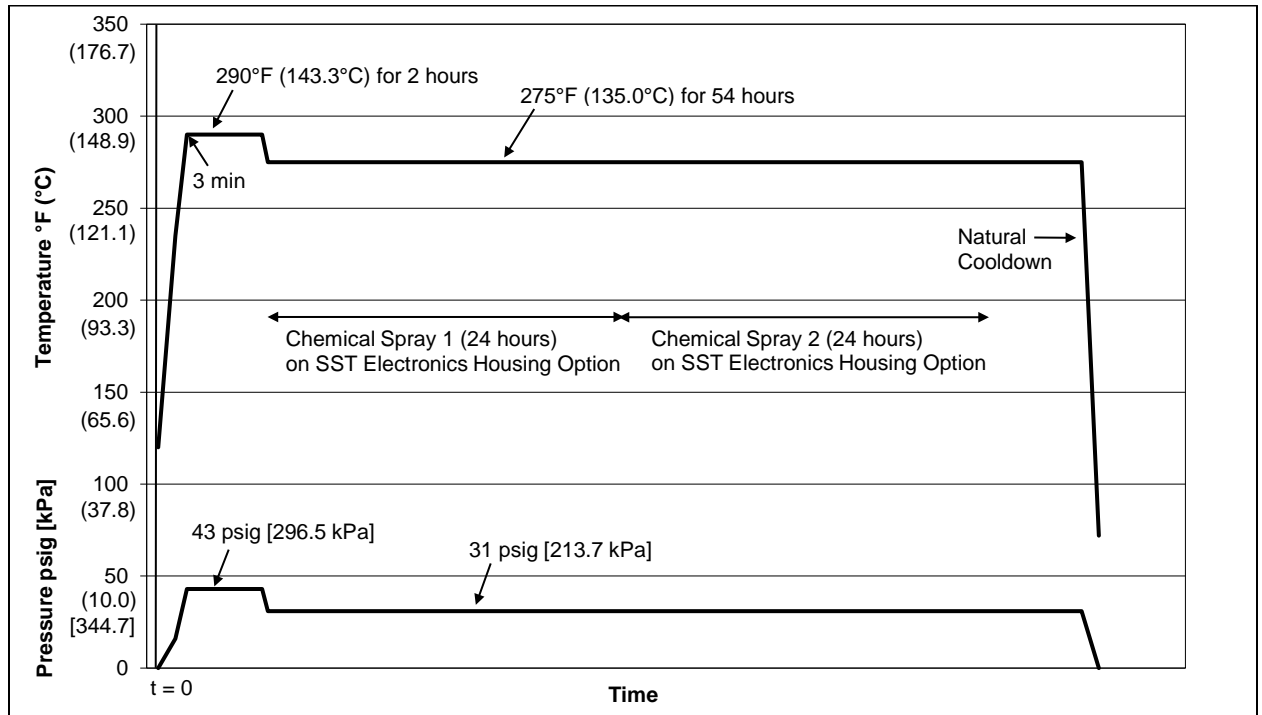 350
(176.7)
290°F (143.3°C) for 2 hours
275°F (135.0°C) for 54 hours
300
(148.9)
3 min
250
(121.1)
Natural
Cooldown
200
(93.3)
Chemical Spray 1 (24 hours)
on SST Electronics Housing Option
Chemical Spray 2 (24 hours)
on SST Electronics Housing Option
150
(65.6)
100
(37.8)
43 psig [296.5 kPa]
31 psig [213.7 kPa]
50
(10.0)
[344.7]
0
t = 0
Time
Temperature °F (°C)
Pressure psig [kPa]